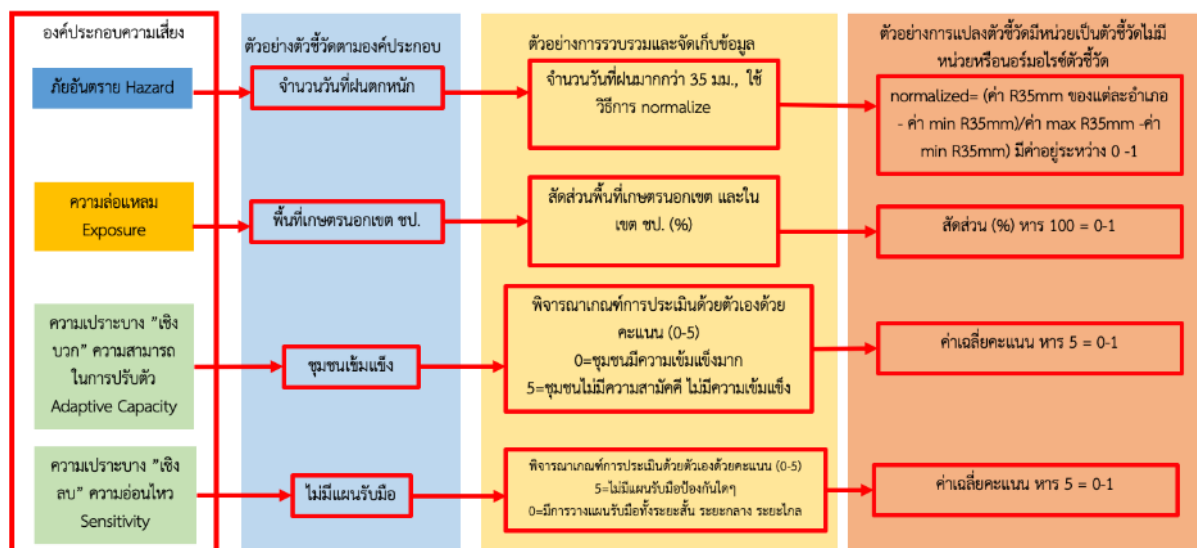 องค์ประกอบความเสี่ยง
ตัวอย่างตัวชี้วัดตามองค์ประกอบ
ตัวอย่างการรวบรวมและจัดเก็บข้อมูล
ตัวอย่างการแปลงตัวชี้วัดมีหน่วยเป็นตัวชี้วัดไม่มี
หน่วยหรือนอร์มอไรซ์ตัวชี้วัด
ภัยอันตราย Hazard
จำนวนวันที่ฝนตกหนัก
จำนวนวันที่ฝนมากกว่า 35 มม., ใช้
วิธีการ normalize
normalized= (ค่า R35mm ของแต่ละอำเภอ
- ค่า min R35mm)/ค่า max R35mm -ค่า
min R35mm) มีค่าอยู่ระหว่าง 0 -1
ความล่อแหลม
Exposure
พื้นที่เกษตรนอกเขต ชป.
สัดส่วนพื้นที่เกษตรนอกเขต และใน
เขต ชป. (%)
สัดส่วน (%) หาร 100 = 0-1
ความเปราะบาง "เชิง
บวก" ความสามารถ
ในการปรับตัว
Adaptive Capacity
ชุมชนเข้มแข็ง
พิจารณาเกณฑ์การประเมินด้วยตัวเองด้วย
คะแนน (0-5)
0=ชุมชนมีความเข้มแข็งมาก
5=ชุมชนไม่มีความสามัคคี ไม่มีความเข้มแข็ง
ค่าเฉลี่ยคะแนน หาร 5 = 0-1
ความเปราะบาง "เชิง
ลบ" ความอ่อนไหว
Sensitivity
ไม่มีแผนรับมือ
พิจารณาเกณฑ์การประเมินด้วยตัวเองด้วยคะแนน (0-5)
5=ไม่มีแผนรับมือป้องกันใดๆ
0=มีการวางแผนรับมือทั้งระยะสั้น ระยะกลาง ระยะไกล
ค่าเฉลี่ยคะแนน หาร 5 = 0-1